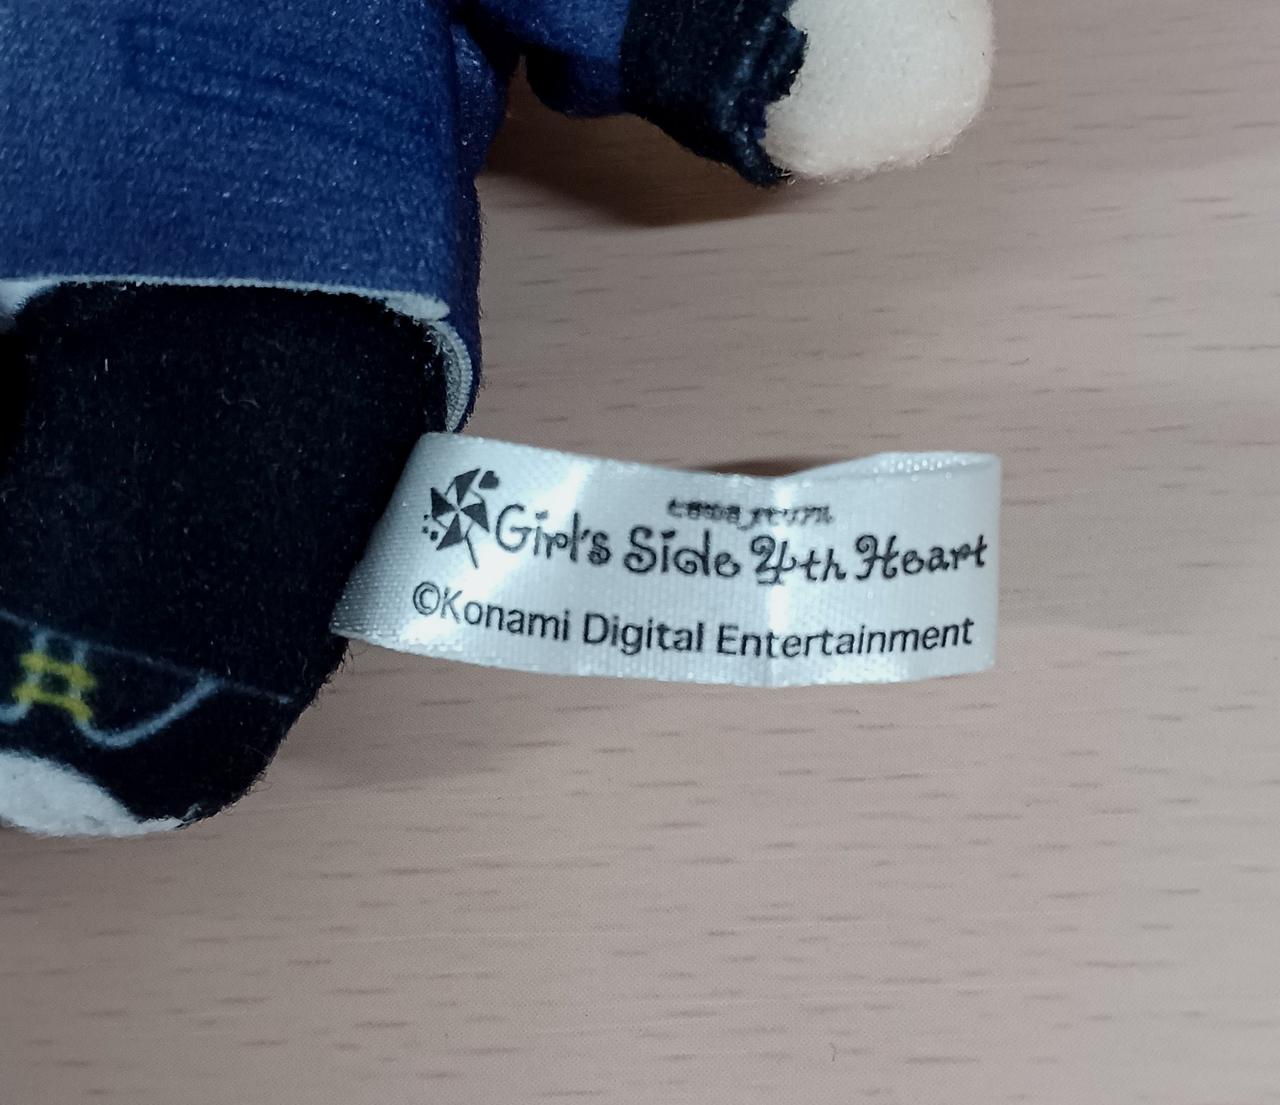 ときめきメモリアル
Girl's Side 4th Heart
©Konami Digital Entertainment